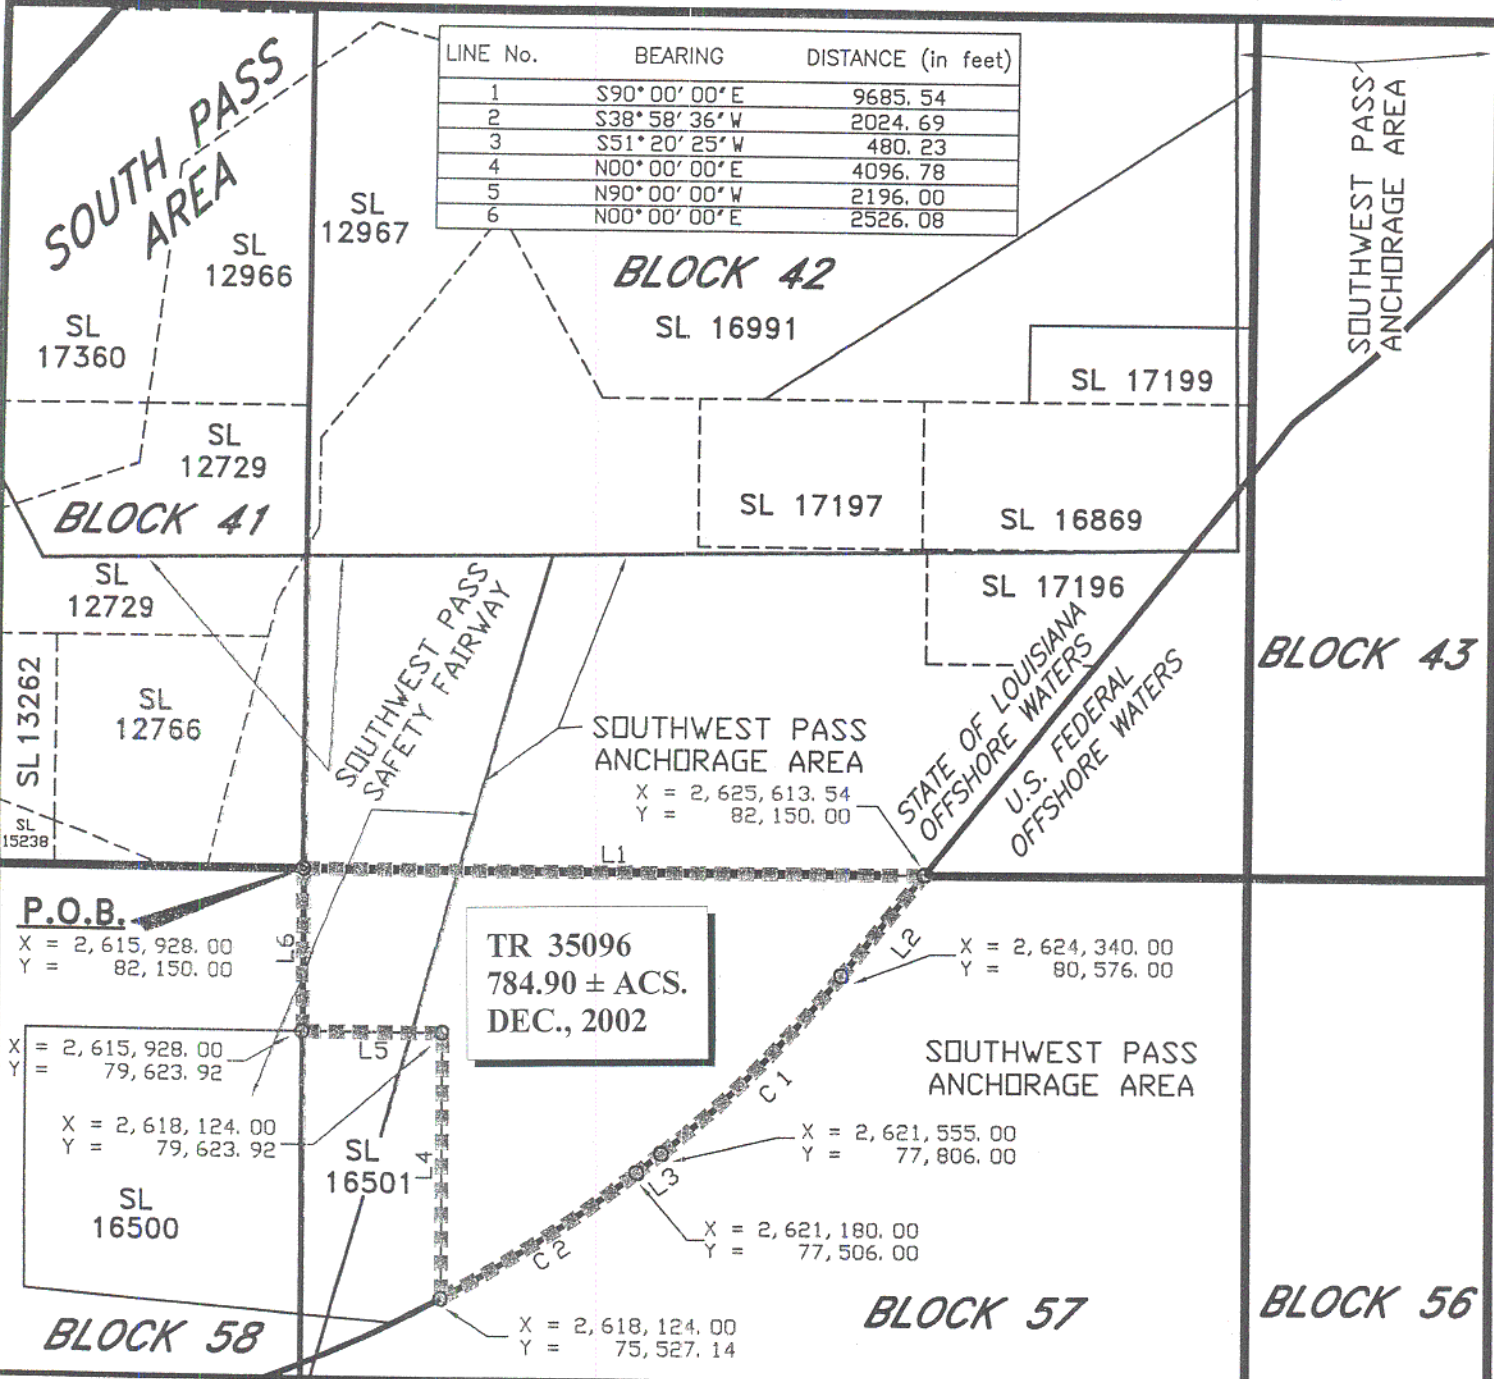 LINE No. BEARING DISTANCE (in feet)
1 S90°00'00"E 9685.54
2 S38°58'36"W 2024.69
3 S51°20'25"W 480.23
4 N00°00'00"E 4096.78
5 N90°00'00"W 2196.00
6 N00°00'00"E 2526.08
SOUTH PASS
AREA
SL
12966
SL
12967
SL
17360
SL
12729
BLOCK 41
BLOCK 42
SL 16991
SL 17199
SL 17197
SL 16869
SL 17196
SOUTHWEST PASS
ANCHORAGE AREA
BLOCK 43
SL
12729
SL 13262
SL
12766
SL
15238
SOUTHWEST PASS
SAFETY FAIRWAY
SOUTHWEST PASS
ANCHORAGE AREA
X = 2,625,613.54
Y = 82,150.00
STATE OF LOUISIANA
OFFSHORE WATERS
U.S. FEDERAL
OFFSHORE WATERS
L1
P.O.B.
X = 2,615,928.00
Y = 82,150.00
L6
TR 35096
784.90 ± ACS.
DEC., 2002
L2
X = 2,624,340.00
Y = 80,576.00
X = 2,615,928.00
Y = 79,623.92
L5
X = 2,618,124.00
Y = 79,623.92
SOUTHWEST PASS
ANCHORAGE AREA
C1
SL
16501
L4
X = 2,621,555.00
Y = 77,806.00
L3
SL
16500
X = 2,621,180.00
Y = 77,506.00
C2
X = 2,618,124.00
Y = 75,527.14
BLOCK 58
BLOCK 57
BLOCK 56